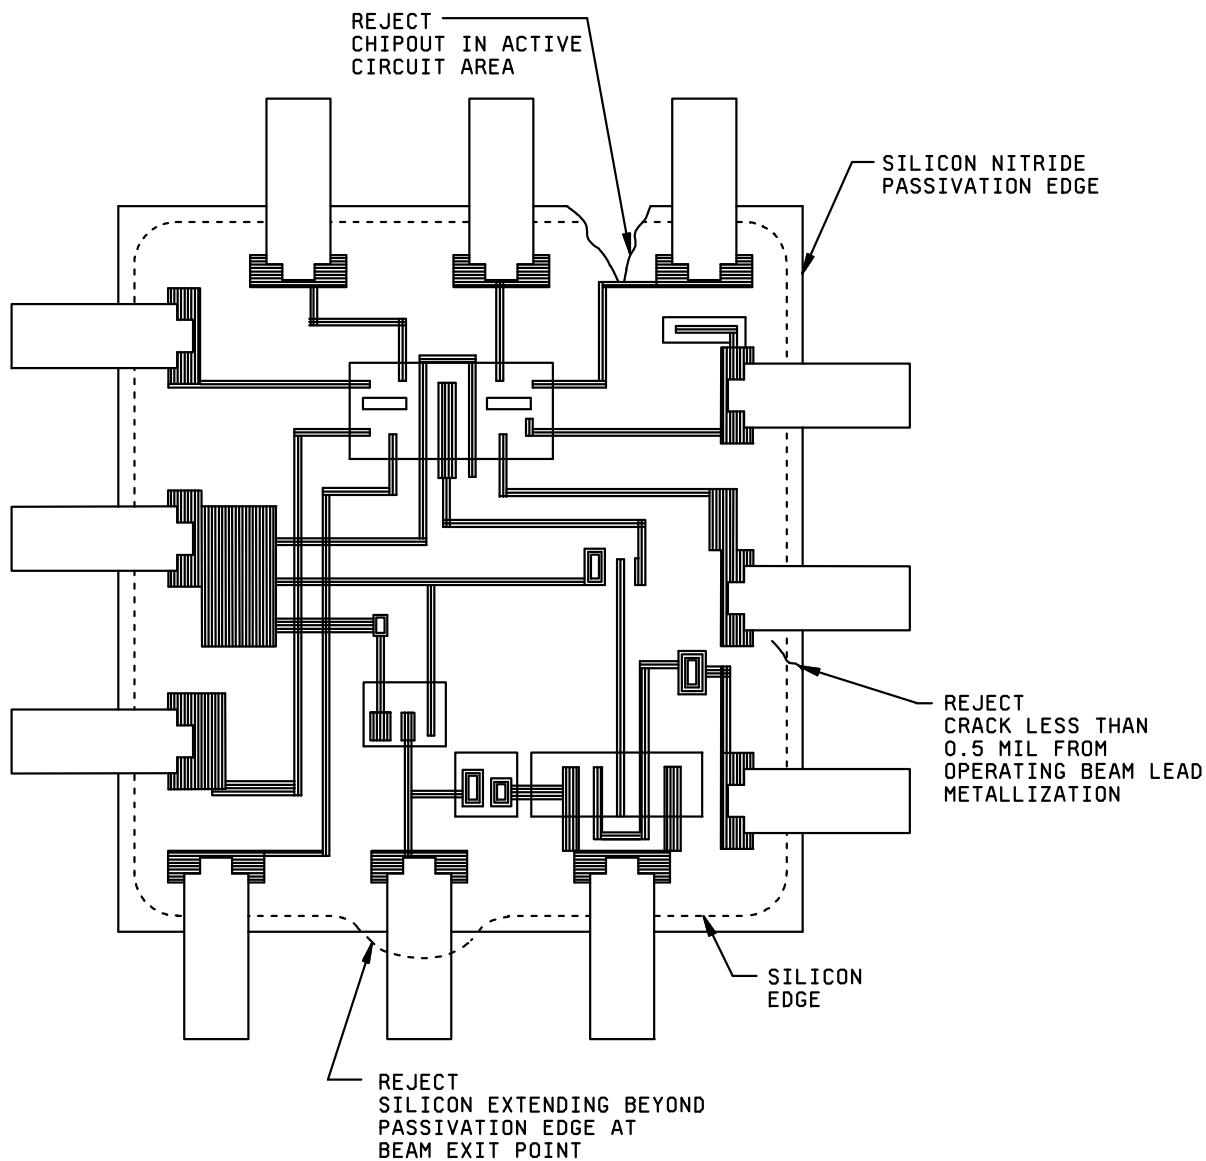 REJECT
CHIPOUT IN ACTIVE
CIRCUIT AREA
SILICON NITRIDE
PASSIVATION EDGE
REJECT
CRACK LESS THAN
0.5 MIL FROM
OPERATING BEAM LEAD
METALLIZATION
SILICON
EDGE
REJECT
SILICON EXTENDING BEYOND
PASSIVATION EDGE AT
BEAM EXIT POINT